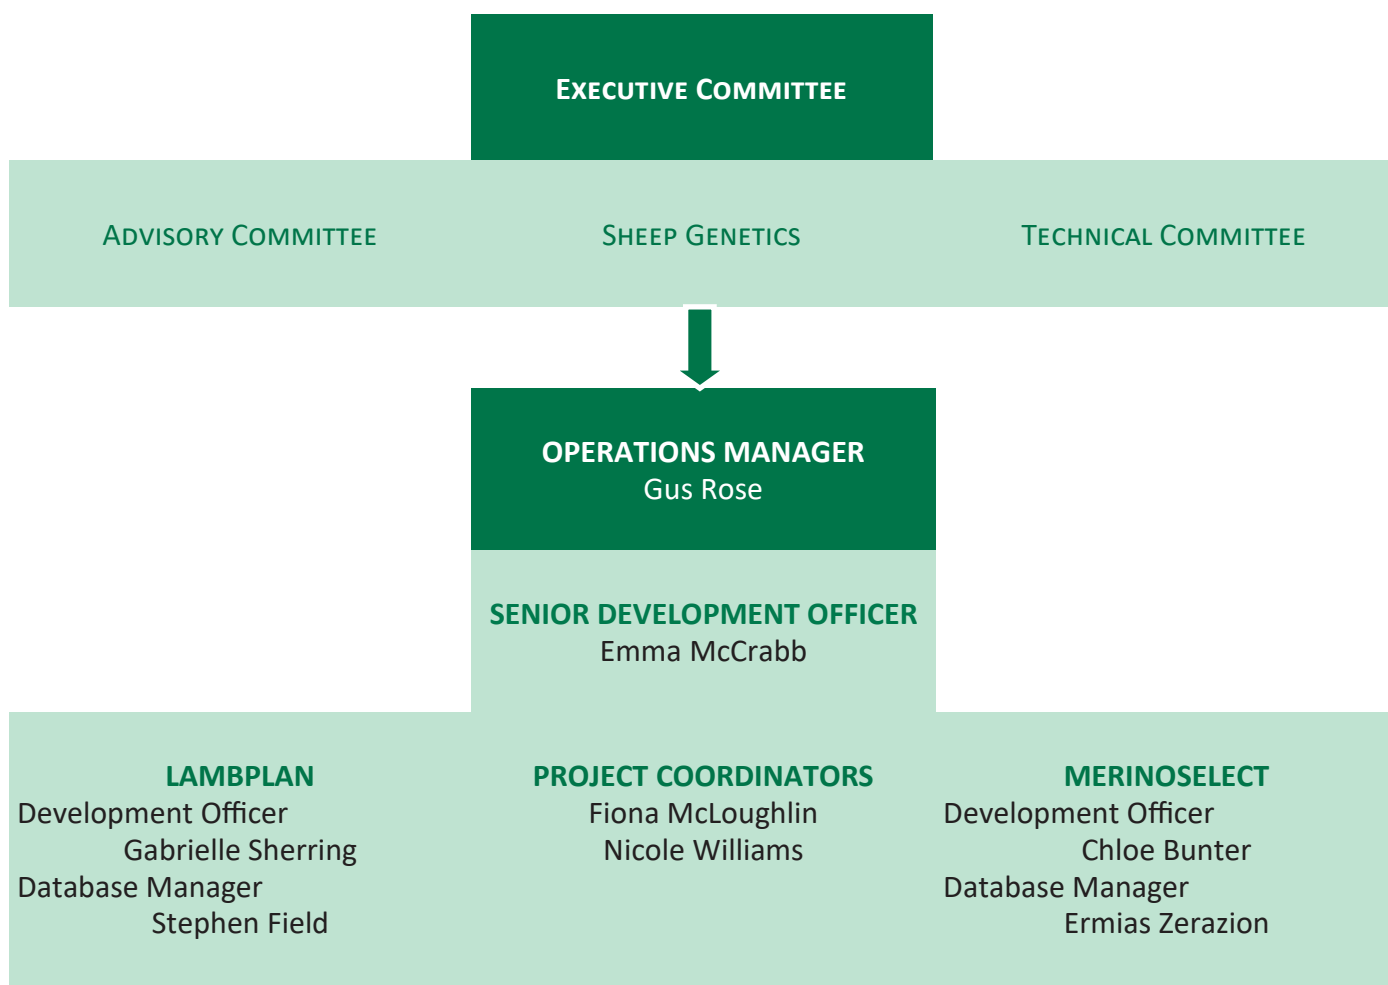 Executive Committee
Advisory Committee
Sheep Genetics
Technical Committee
OPERATIONS MANAGER
Gus Rose
SENIOR DEVELOPMENT OFFICER
Emma McCrabb
LAMBPLAN
Development Officer
Gabrielle Sherring
Database Manager
Stephen Field
PROJECT COORDINATORS
Fiona McLoughlin
Nicole Williams
MERINOSELECT
Development Officer
Chloe Bunter
Database Manager
Ermias Zerazion